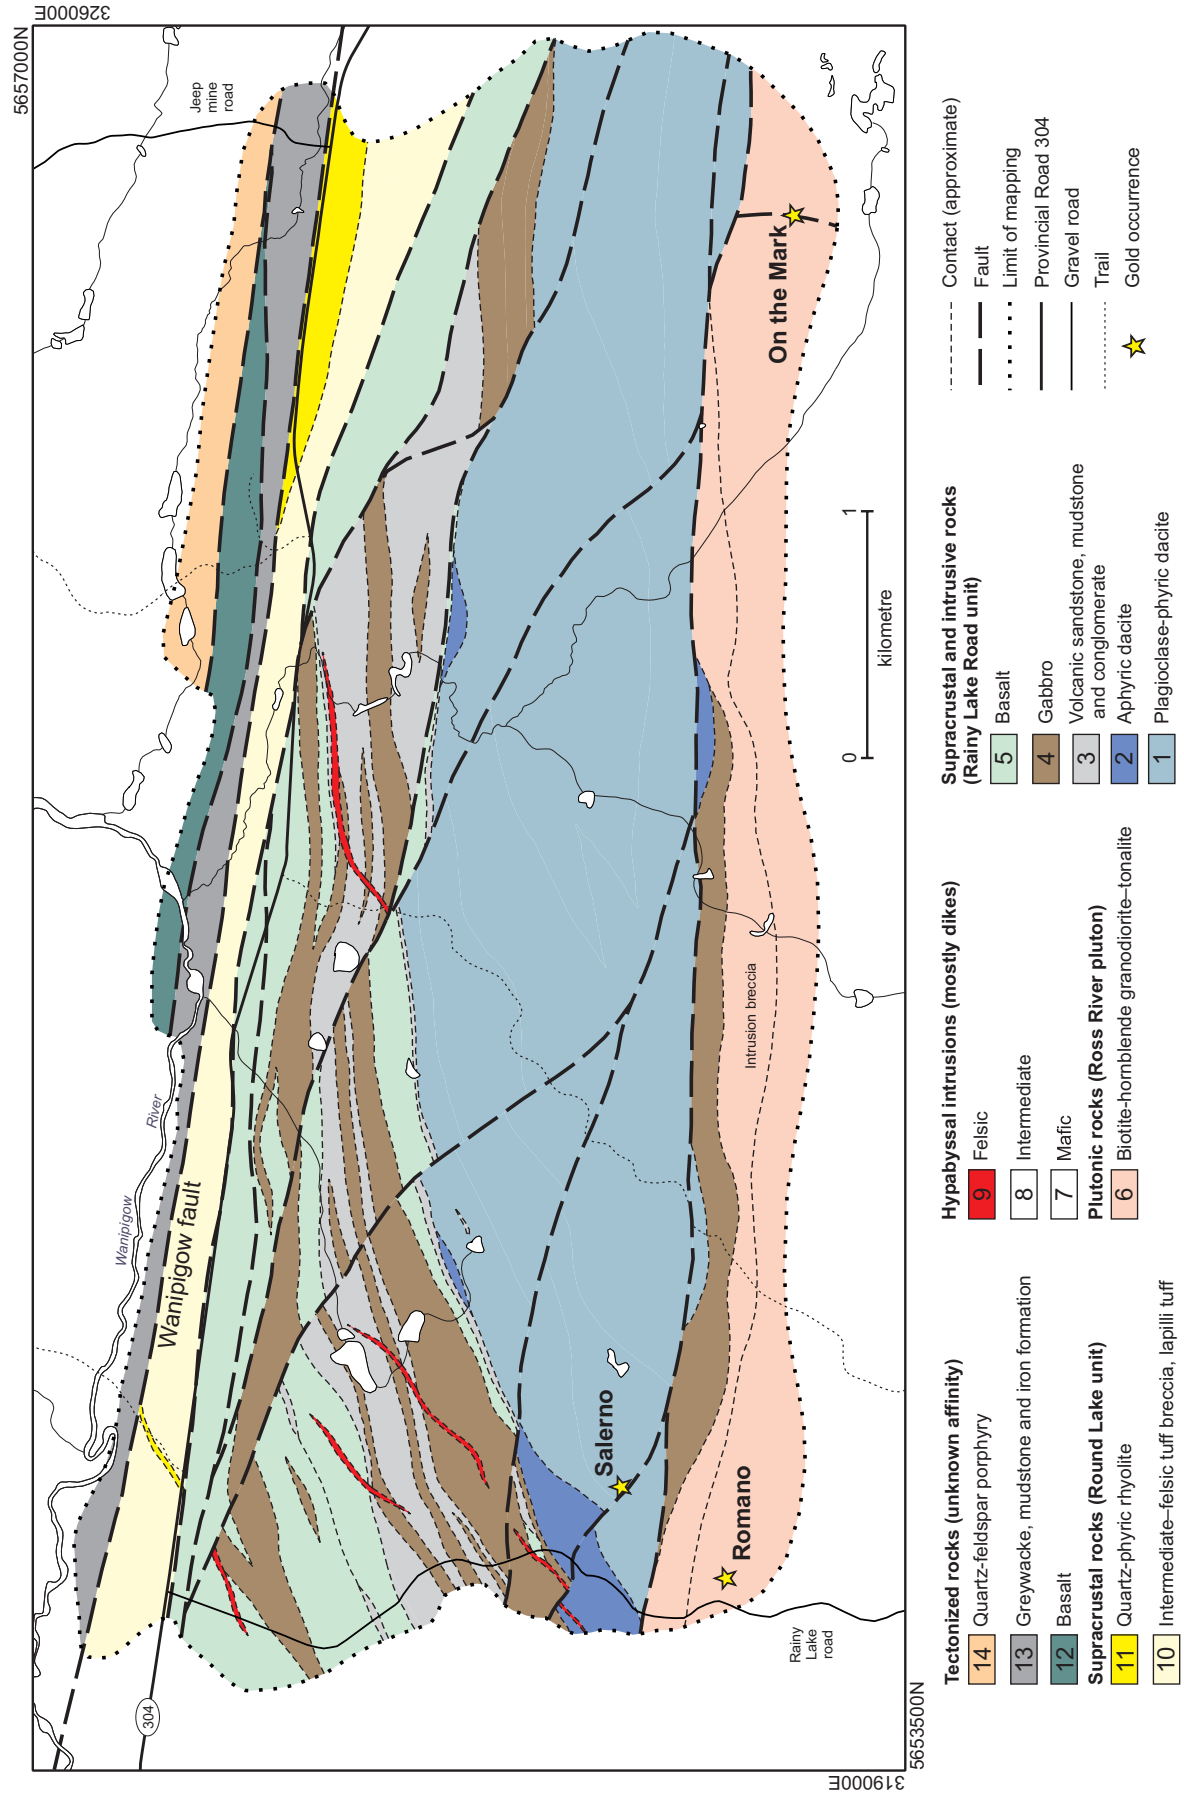 5657000N
326000E
Jeep
mine
road
Wanipigow
River
Wanipigow fault
304
On the Mark
Salerno
Romano
Intrusion breccia
Rainy
Lake
road
0
1
kilometre
5653500N
319000E
Tectonized rocks (unknown affinity)
14 Quartz-feldspar porphyry
13 Greywacke, mudstone and iron formation
12 Basalt
Supracrustal rocks (Round Lake unit)
11 Quartz-phyric rhyolite
10 Intermediate–felsic tuff breccia, lapilli tuff
Hypabyssal intrusions (mostly dikes)
9 Felsic
8 Intermediate
7 Mafic
Plutonic rocks (Ross River pluton)
6 Biotite-hornblende granodiorite–tonalite
Supracrustal and intrusive rocks
(Rainy Lake Road unit)
5 Basalt
4 Gabbro
3 Volcanic sandstone, mudstone
and conglomerate
2 Aphyric dacite
1 Plagioclase-phyric dacite
Contact (approximate)
Fault
Limit of mapping
Provincial Road 304
Gravel road
Trail
Gold occurrence